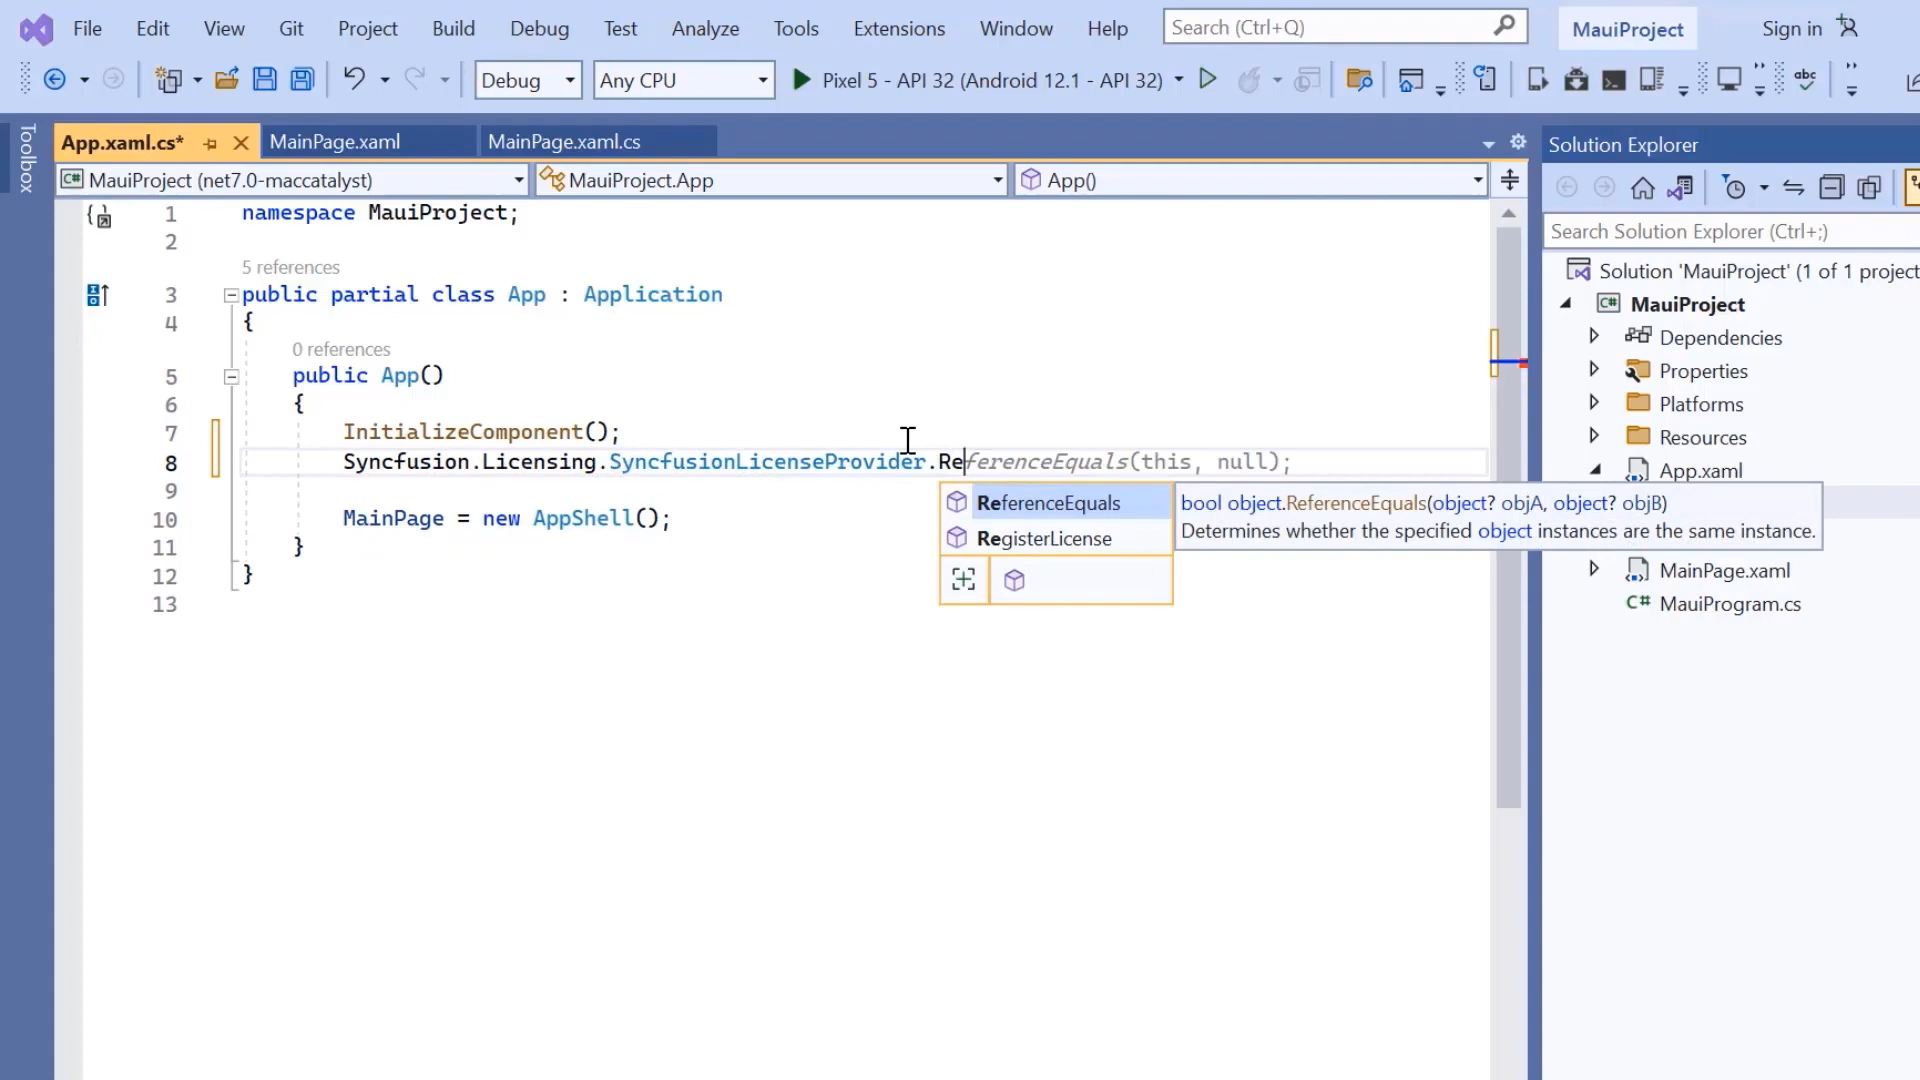 File Edit View Git Project Build Debug Test Analyze Tools Extensions Window Help Search (Ctrl+Q) MauiProject Sign in
Debug Any CPU Pixel 5 - API 32 (Android 12.1 - API 32) abc
Toolbox
App.xaml.cs* MainPage.xaml MainPage.xaml.cs
MauiProject (net7.0-maccatalyst) MauiProject.App App()
1 namespace MauiProject;
2
5 references
3 public partial class App : Application
4 {
0 references
5 public App()
6 {
7 InitializeComponent();
8 Syncfusion.Licensing.SyncfusionLicenseProvider.ReferenceEquals(this, null);
9
10 MainPage = new AppShell();
11 }
12 }
13
ReferenceEquals
RegisterLicense
bool object.ReferenceEquals(object? objA, object? objB)
Determines whether the specified object instances are the same instance.
Solution Explorer
Search Solution Explorer (Ctrl+;)
Solution 'MauiProject' (1 of 1 project
C# MauiProject
Dependencies
Properties
Platforms
Resources
App.xaml
MainPage.xaml
C# MauiProgram.cs